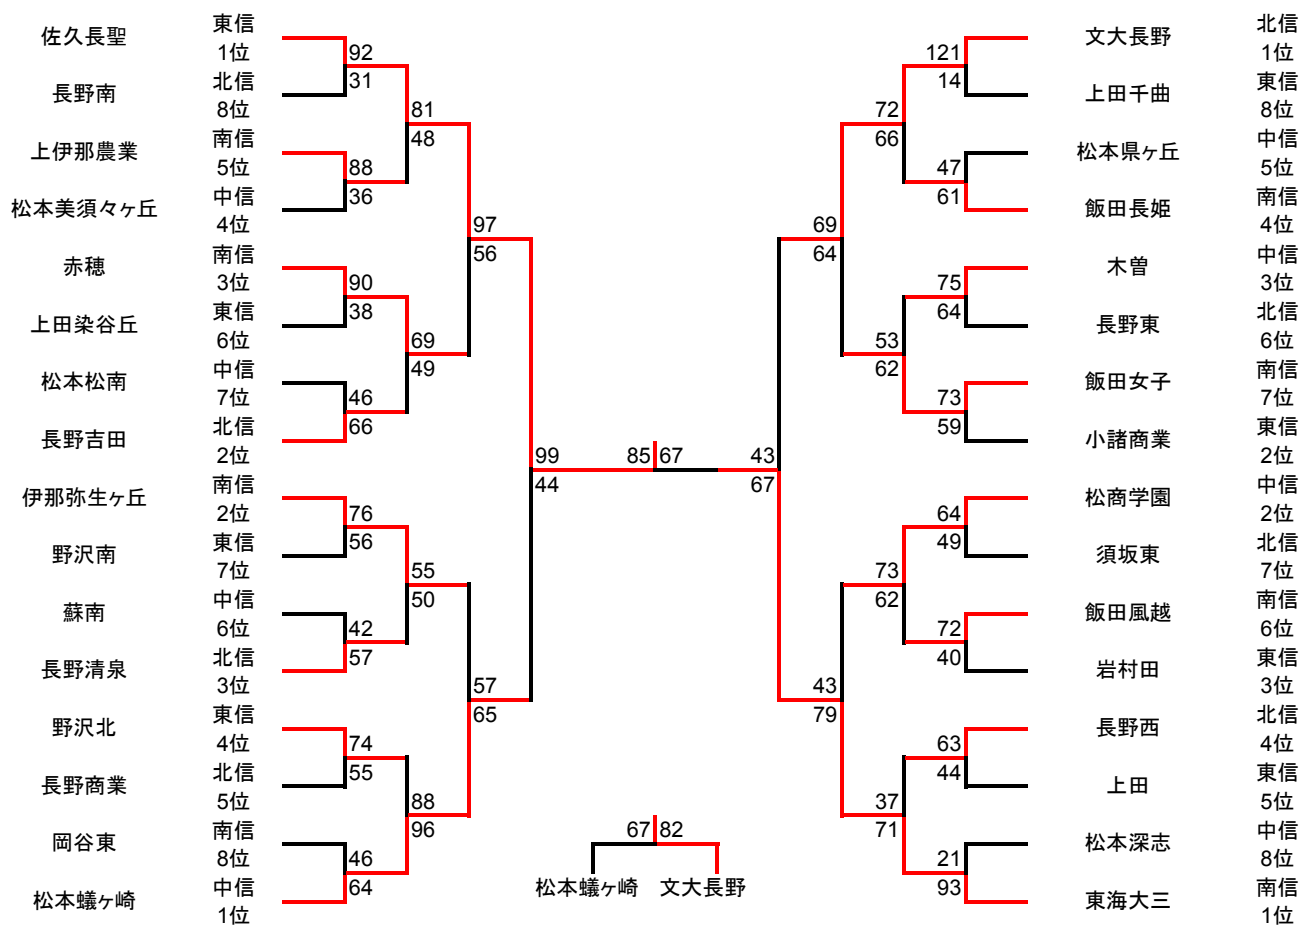 佐久長聖 東信 1位
92
31
長野南 北信 8位
81
48
上伊那農業 南信 5位
88
36
松本美須々ヶ丘 中信 4位
97
56
赤穂 南信 3位
90
38
上田染谷丘 東信 6位
69
49
松本松南 中信 7位
46
66
長野吉田 北信 2位
99
44
伊那弥生ヶ丘 南信 2位
76
56
野沢南 東信 7位
55
50
蘇南 中信 6位
42
57
長野清泉 北信 3位
57
65
野沢北 東信 4位
74
55
長野商業 北信 5位
88
96
岡谷東 南信 8位
46
64
松本蟻ヶ崎 中信 1位
85 67
67 82
松本蟻ヶ崎 文大長野
文大長野 北信 1位
121
14
上田千曲 東信 8位
72
66
松本県ヶ丘 中信 5位
47
61
飯田長姫 南信 4位
69
64
木曽 中信 3位
75
64
長野東 北信 6位
53
62
飯田女子 南信 7位
73
59
小諸商業 東信 2位
43
67
松商学園 中信 2位
64
49
須坂東 北信 7位
73
62
飯田風越 南信 6位
72
40
岩村田 東信 3位
43
79
長野西 北信 4位
63
44
上田 東信 5位
37
71
松本深志 中信 8位
21
93
東海大三 南信 1位